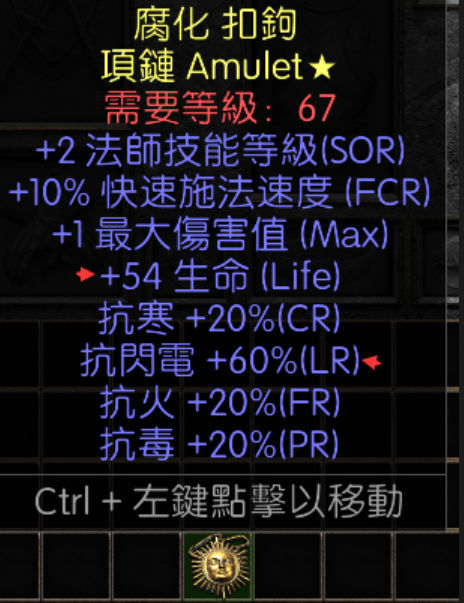 腐化 扣鉤
項鏈 Amulet★
需要等級: 67
+2 法師技能等級(SOR)
+10% 快速施法速度 (FCR)
+1 最大傷害值 (Max)
+54 生命 (Life)
抗寒 +20%(CR)
抗閃電 +60%(LR)
抗火 +20%(FR)
抗毒 +20%(PR)
Ctrl + 左鍵點擊以移動